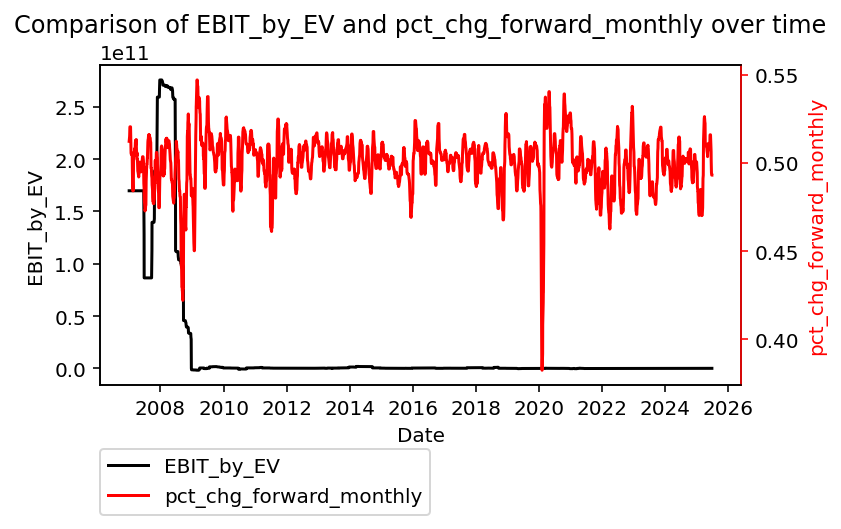 Comparison of EBIT_by_EV and pct_chg_forward_monthly over time
1e11
2.5
2.0
1.5
1.0
0.5
0.0
EBIT_by_EV
0.55
0.50
0.45
0.40
pct_chg_forward_monthly
2008 2010 2012 2014 2016 2018 2020 2022 2024 2026
Date
EBIT_by_EV
pct_chg_forward_monthly